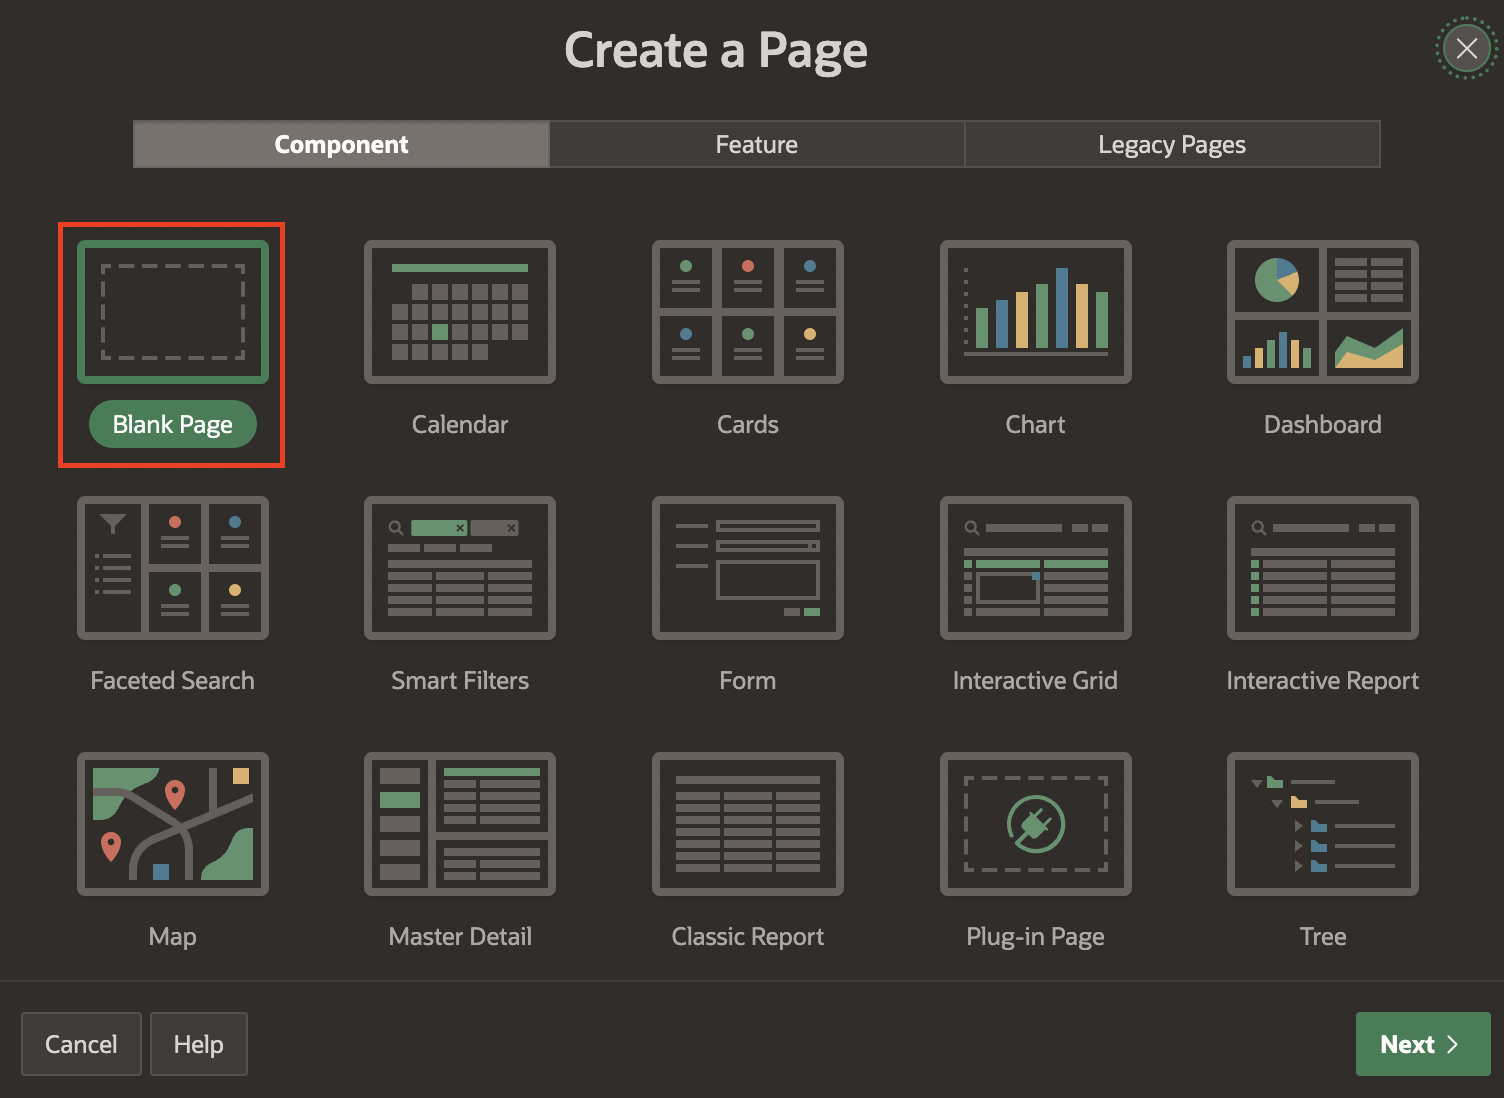 Create a Page
Component
Feature
Legacy Pages
Blank Page
Calendar
Cards
Chart
Dashboard
Faceted Search
Smart Filters
Form
Interactive Grid
Interactive Report
Map
Master Detail
Classic Report
Plug-in Page
Tree
Cancel
Help
Next